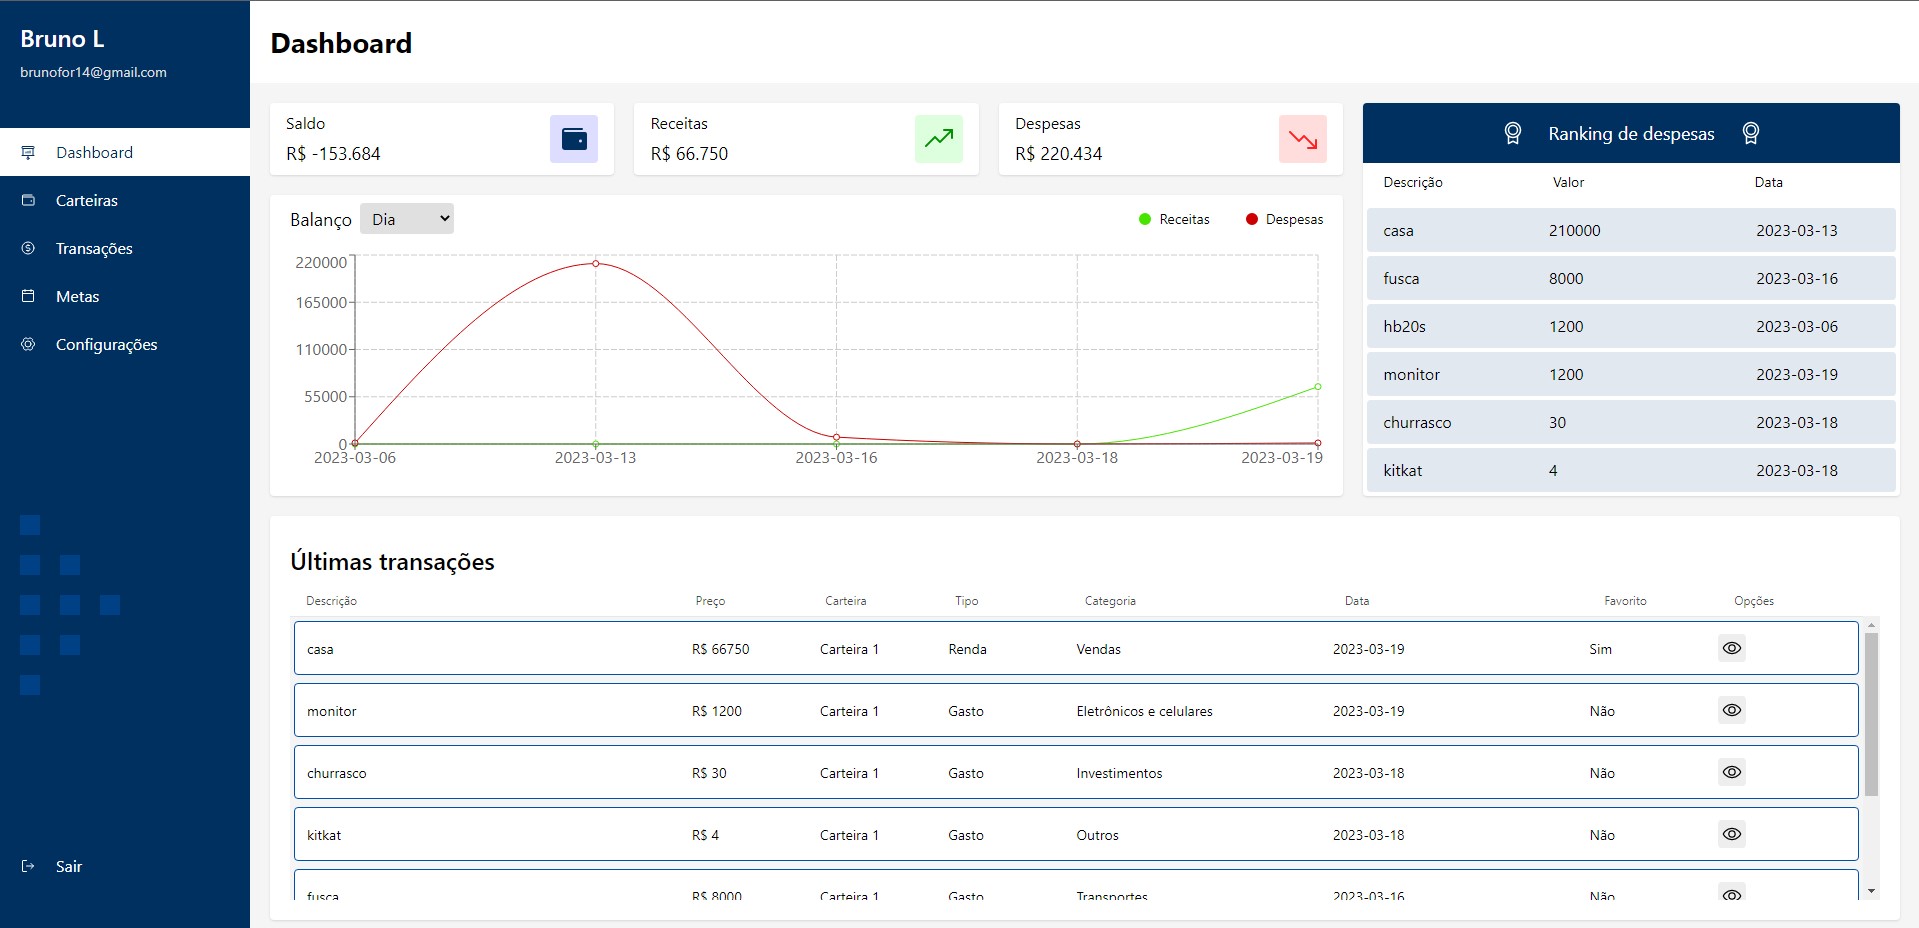 Bruno L
brunofor14@gmail.com
Dashboard
Carteiras
Transações
Metas
Configurações
Sair
Dashboard
Saldo
R$ -153.684
Receitas
R$ 66.750
Despesas
R$ 220.434
Balanço Dia
Receitas Despesas
220000
165000
110000
55000
0
2023-03-06 2023-03-13 2023-03-16 2023-03-18 2023-03-19
Ranking de despesas
Descrição Valor Data
casa 210000 2023-03-13
fusca 8000 2023-03-16
hb20s 1200 2023-03-06
monitor 1200 2023-03-19
churrasco 30 2023-03-18
kitkat 4 2023-03-18
Últimas transações
Descrição Preço Carteira Tipo Categoria Data Favorito Opções
casa R$ 66750 Carteira 1 Renda Vendas 2023-03-19 Sim
monitor R$ 1200 Carteira 1 Gasto Eletrônicos e celulares 2023-03-19 Não
churrasco R$ 30 Carteira 1 Gasto Investimentos 2023-03-18 Não
kitkat R$ 4 Carteira 1 Gasto Outros 2023-03-18 Não
fusca R$ 8000 Carteira 1 Gasto Transportes 2023-03-16 Não